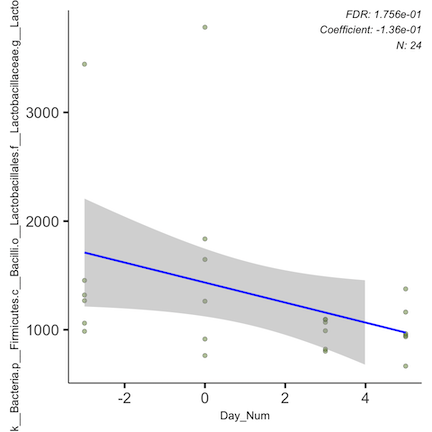 FDR: 1.756e-01
Coefficient: -1.36e-01
N: 24
k__Bacteria.p__Firmicutes.c__Bacilli.o__Lactobacillales.f__Lactobacillaceae.g__Lacto
3000
2000
1000
-2 0 2 4
Day_Num